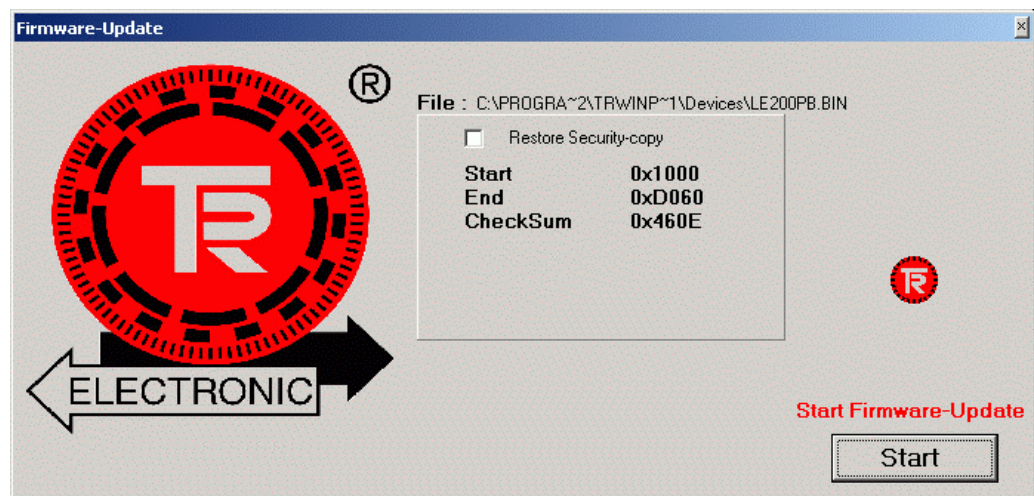 Firmware-Update
®
File : C:\PROGRA~2\TRWINP~1\Devices\LE200PB.BIN
Restore Security-copy
Start 0x1000
End 0xD060
CheckSum 0x460E
TR
TR
ELECTRONIC
Start Firmware-Update
Start